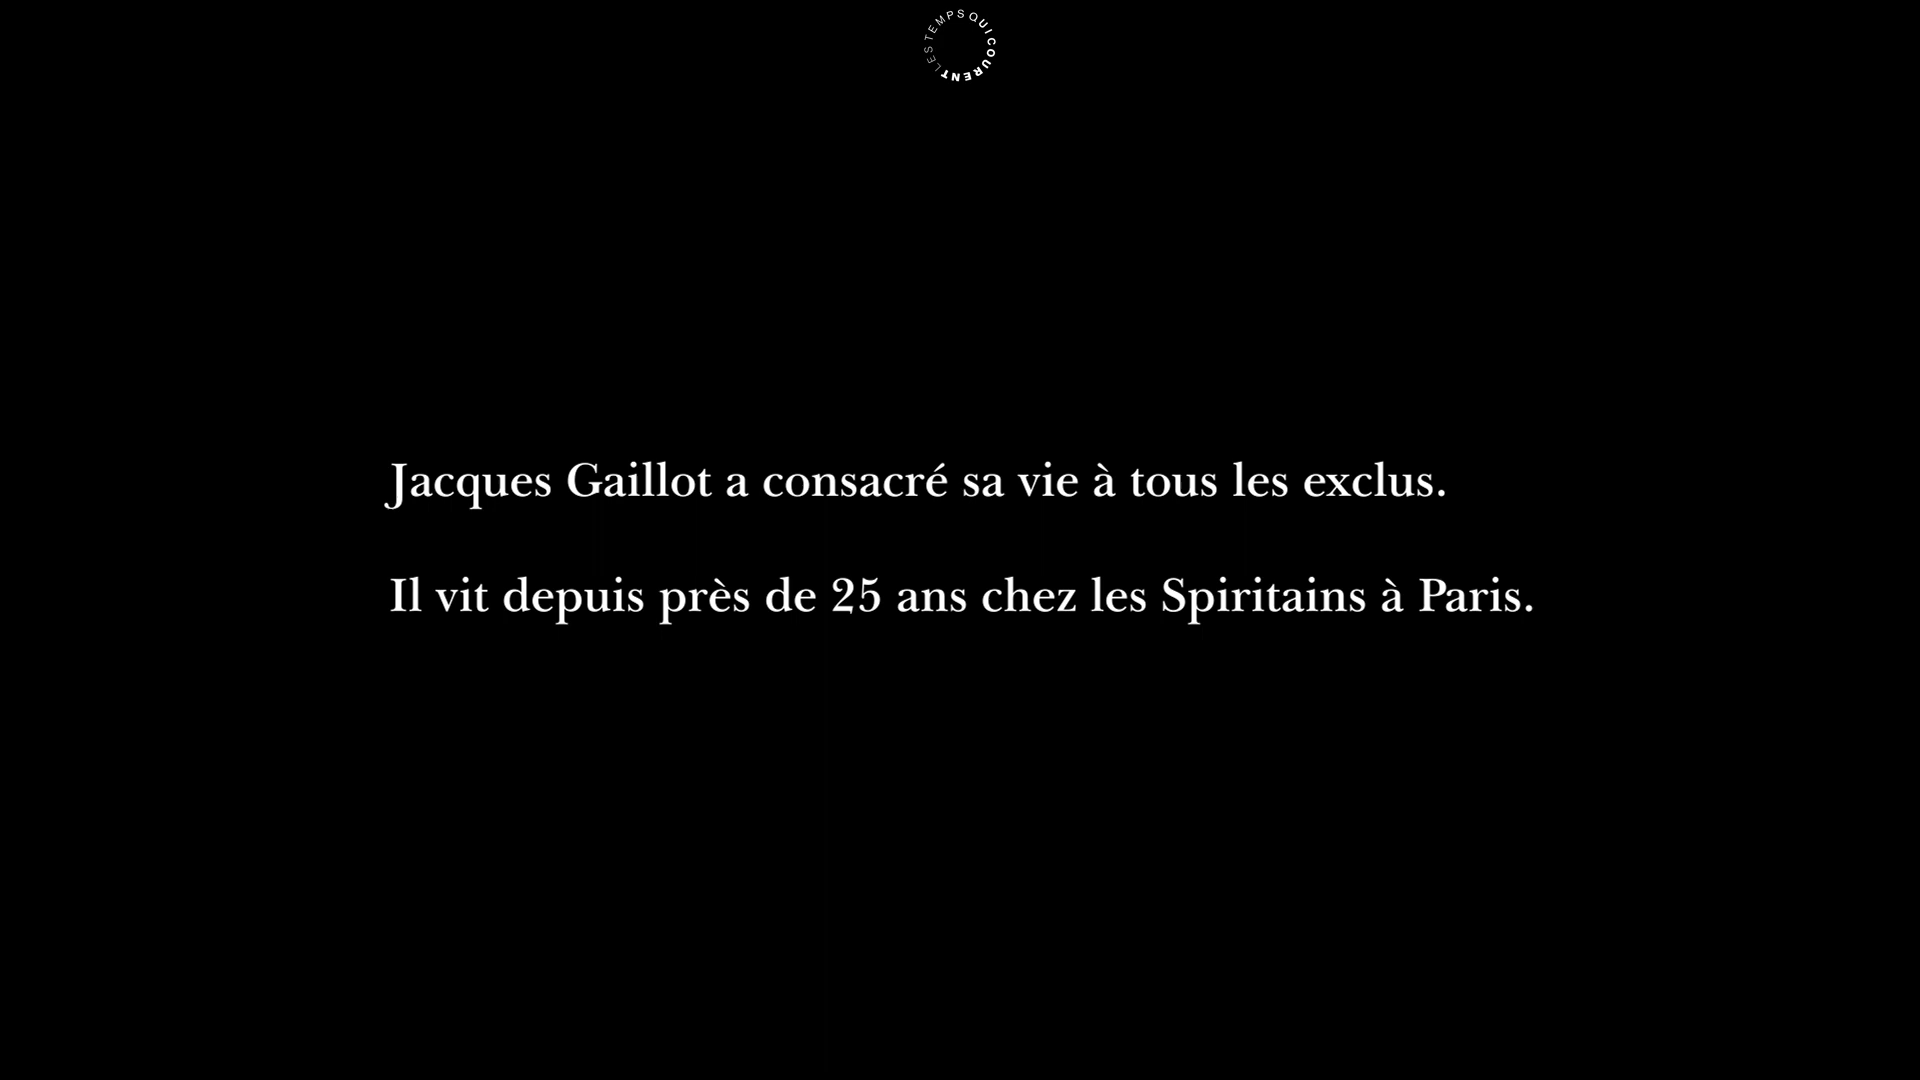 LES TEMPS QUI COURENT
Jacques Gaillot a consacré sa vie à tous les exclus.
Il vit depuis près de 25 ans chez les Spiritains à Paris.